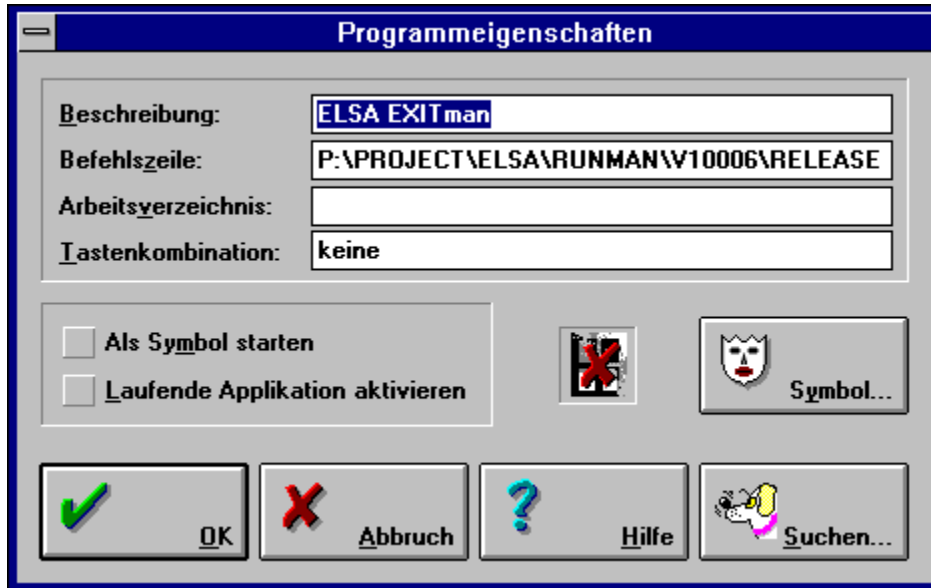 Programmeigenschaften
Beschreibung: ELSA EXITman
Befehlszeile: P:\PROJECT\ELSA\RUNMAN\V10006\RELEASE
Arbeitsverzeichnis:
Tastenkombination: keine
Als Symbol starten
Laufende Applikation aktivieren
Symbol...
OK Abbruch Hilfe Suchen...